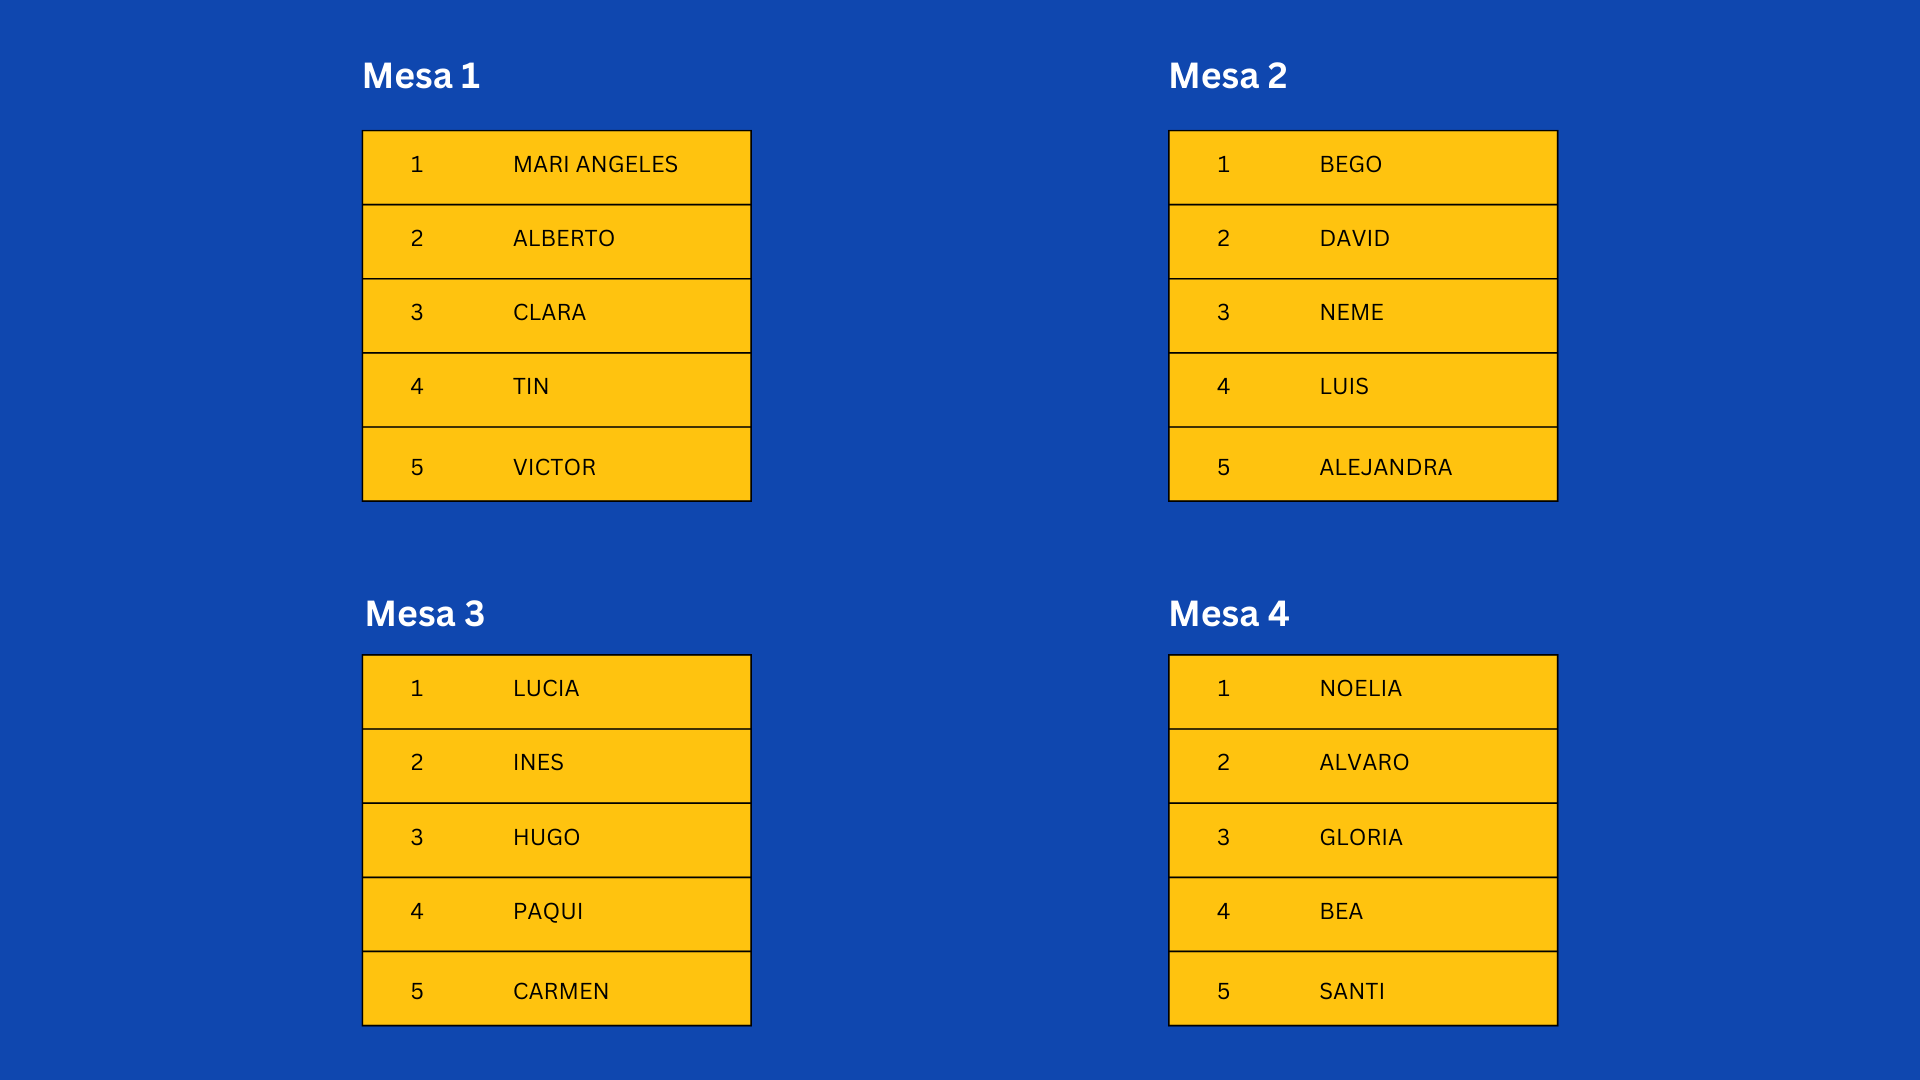 Mesa 1
1 MARI ANGELES
2 ALBERTO
3 CLARA
4 TIN
5 VICTOR
Mesa 2
1 BEGO
2 DAVID
3 NEME
4 LUIS
5 ALEJANDRA
Mesa 3
1 LUCIA
2 INES
3 HUGO
4 PAQUI
5 CARMEN
Mesa 4
1 NOELIA
2 ALVARO
3 GLORIA
4 BEA
5 SANTI